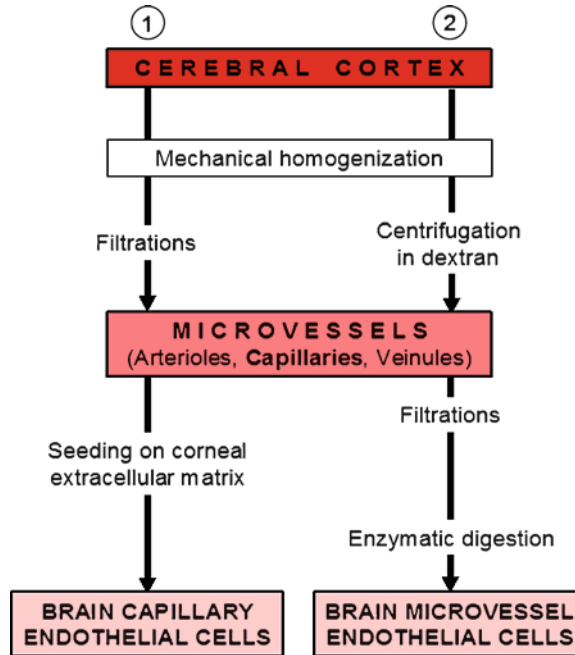 1
2
CEREBRAL CORTEX
Mechanical homogenization
Filtrations
Centrifugation
in dextran
MICROVESSELS
(Arterioles, Capillaries, Veinules)
Seeding on corneal
extracellular matrix
Filtrations
Enzymatic digestion
BRAIN CAPILLARY
ENDOTHELIAL CELLS
BRAIN MICROVESSEL
ENDOTHELIAL CELLS